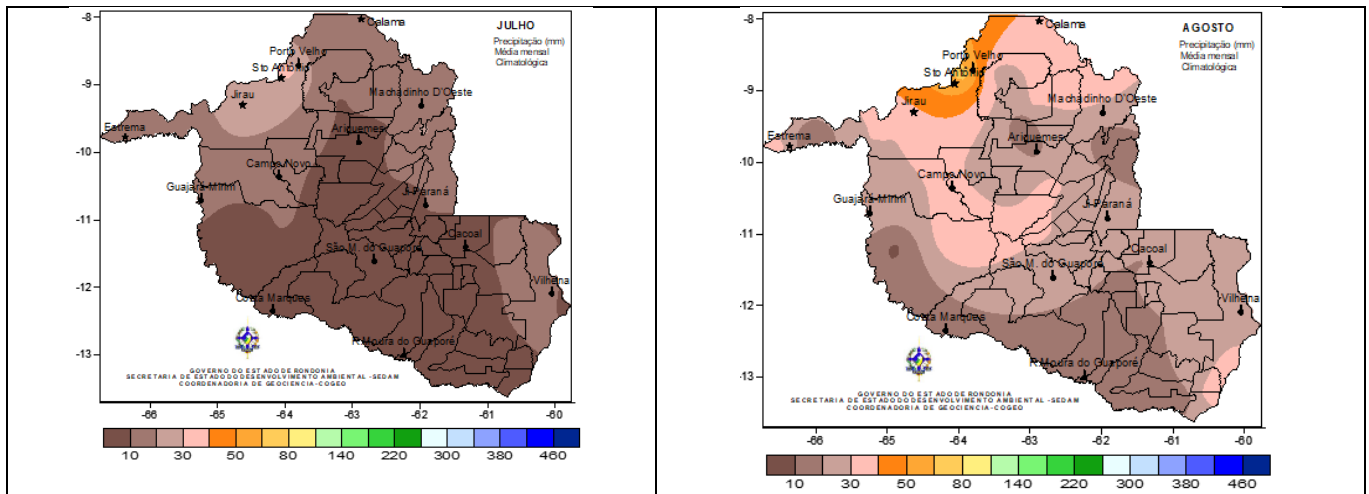 JULHO
Precipitação (mm)
Média mensal
Climatológica
-8
-9
-10
-11
-12
-13
Calama
Porto Velho
Sto Antônio
Jirau
Machadinho D'Oeste
Estrema
Ariquemes
Campo Novo
Guajará-Mirim
Ji-Paraná
Cacoal
São M. do Guaporé
Vilhena
Costa Marques
P.Moura do Guaporé
GOVERNO DO ESTADO DE RONDONIA
SECRETARIA DE ESTADO DO DESENVOLVIMENTO AMBIENTAL -SEDAM
COORDENADORIA DE GEOCIENCIA-COGEO
-66 -65 -64 -63 -62 -61 -60
10 30 50 80 140 220 300 380 460
AGOSTO
Precipitação (mm)
Média mensal
Climatológica
-8
-9
-10
-11
-12
-13
Calama
Porto Velho
Sto Antônio
Jirau
Machadinho D'Oeste
Estrema
Ariquemes
Campo Novo
Guajará-Mirim
Ji-Paraná
Cacoal
São M. do Guaporé
Vilhena
Costa Marques
P.Moura do Guaporé
GOVERNO DO ESTADO DE RONDONIA
SECRETARIA DE ESTADO DO DESENVOLVIMENTO AMBIENTAL -SEDAM
COORDENADORIA DE GEOCIENCIA-COGEO
-66 -65 -64 -63 -62 -61 -60
10 30 50 80 140 220 300 380 460